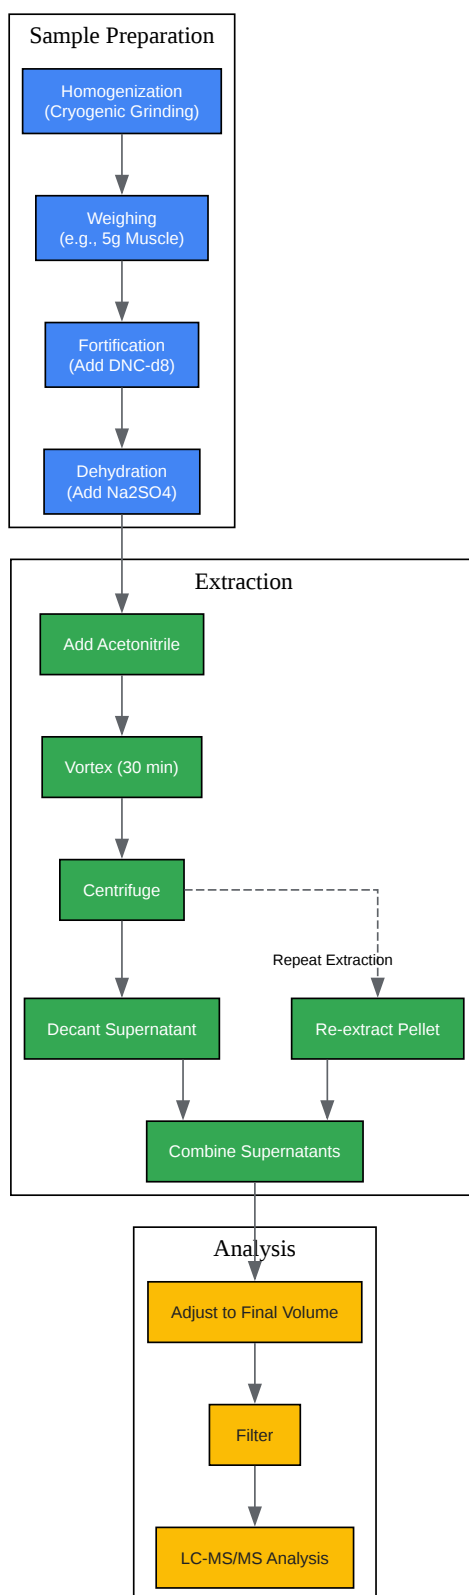 Sample Preparation
Homogenization
(Cryogenic Grinding)
Weighing
(e.g., 5g Muscle)
Fortification
(Add DNC-d8)
Dehydration
(Add Na2SO4)
Extraction
Add Acetonitrile
Vortex (30 min)
Centrifuge
Repeat Extraction
Decant Supernatant
Re-extract Pellet
Combine Supernatants
Analysis
Adjust to Final Volume
Filter
LC-MS/MS Analysis